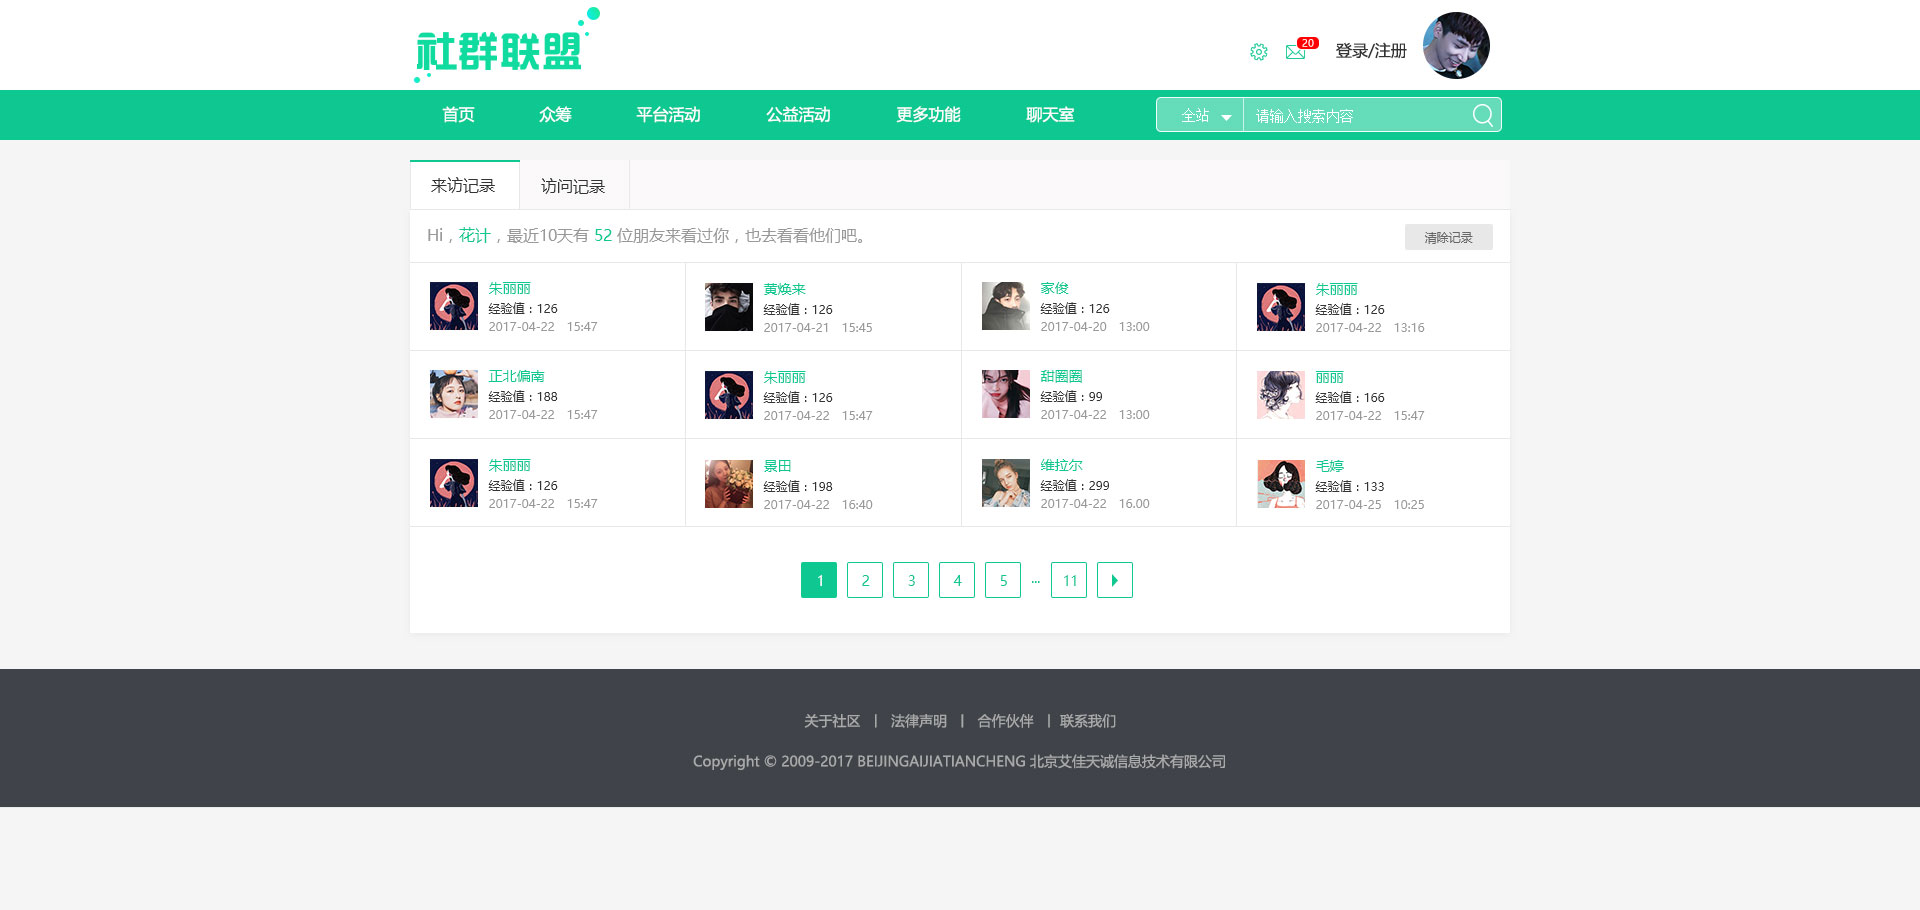 社群联盟
20
登录/注册
首页 众筹 平台活动 公益活动 更多功能 聊天室 全站 请输入搜索内容
来访记录 访问记录
Hi，花计，最近10天有 52 位朋友来看过你，也去看看他们吧。 清除记录
朱丽丽
经验值：126
2017-04-22 15:47
黄焕来
经验值：126
2017-04-21 15:45
家俊
经验值：126
2017-04-20 13:00
朱丽丽
经验值：126
2017-04-22 13:16
正北偏南
经验值：188
2017-04-22 15:47
朱丽丽
经验值：126
2017-04-22 15:47
甜圈圈
经验值：99
2017-04-22 13:00
丽丽
经验值：166
2017-04-22 15:47
朱丽丽
经验值：126
2017-04-22 15:47
景田
经验值：198
2017-04-22 16:40
维拉尔
经验值：299
2017-04-22 16.00
毛婷
经验值：133
2017-04-25 10:25
1 2 3 4 5 ... 11
关于社区 | 法律声明 | 合作伙伴 | 联系我们
Copyright © 2009-2017 BEIJINGAIJIATIANCHENG 北京艾佳天诚信息技术有限公司